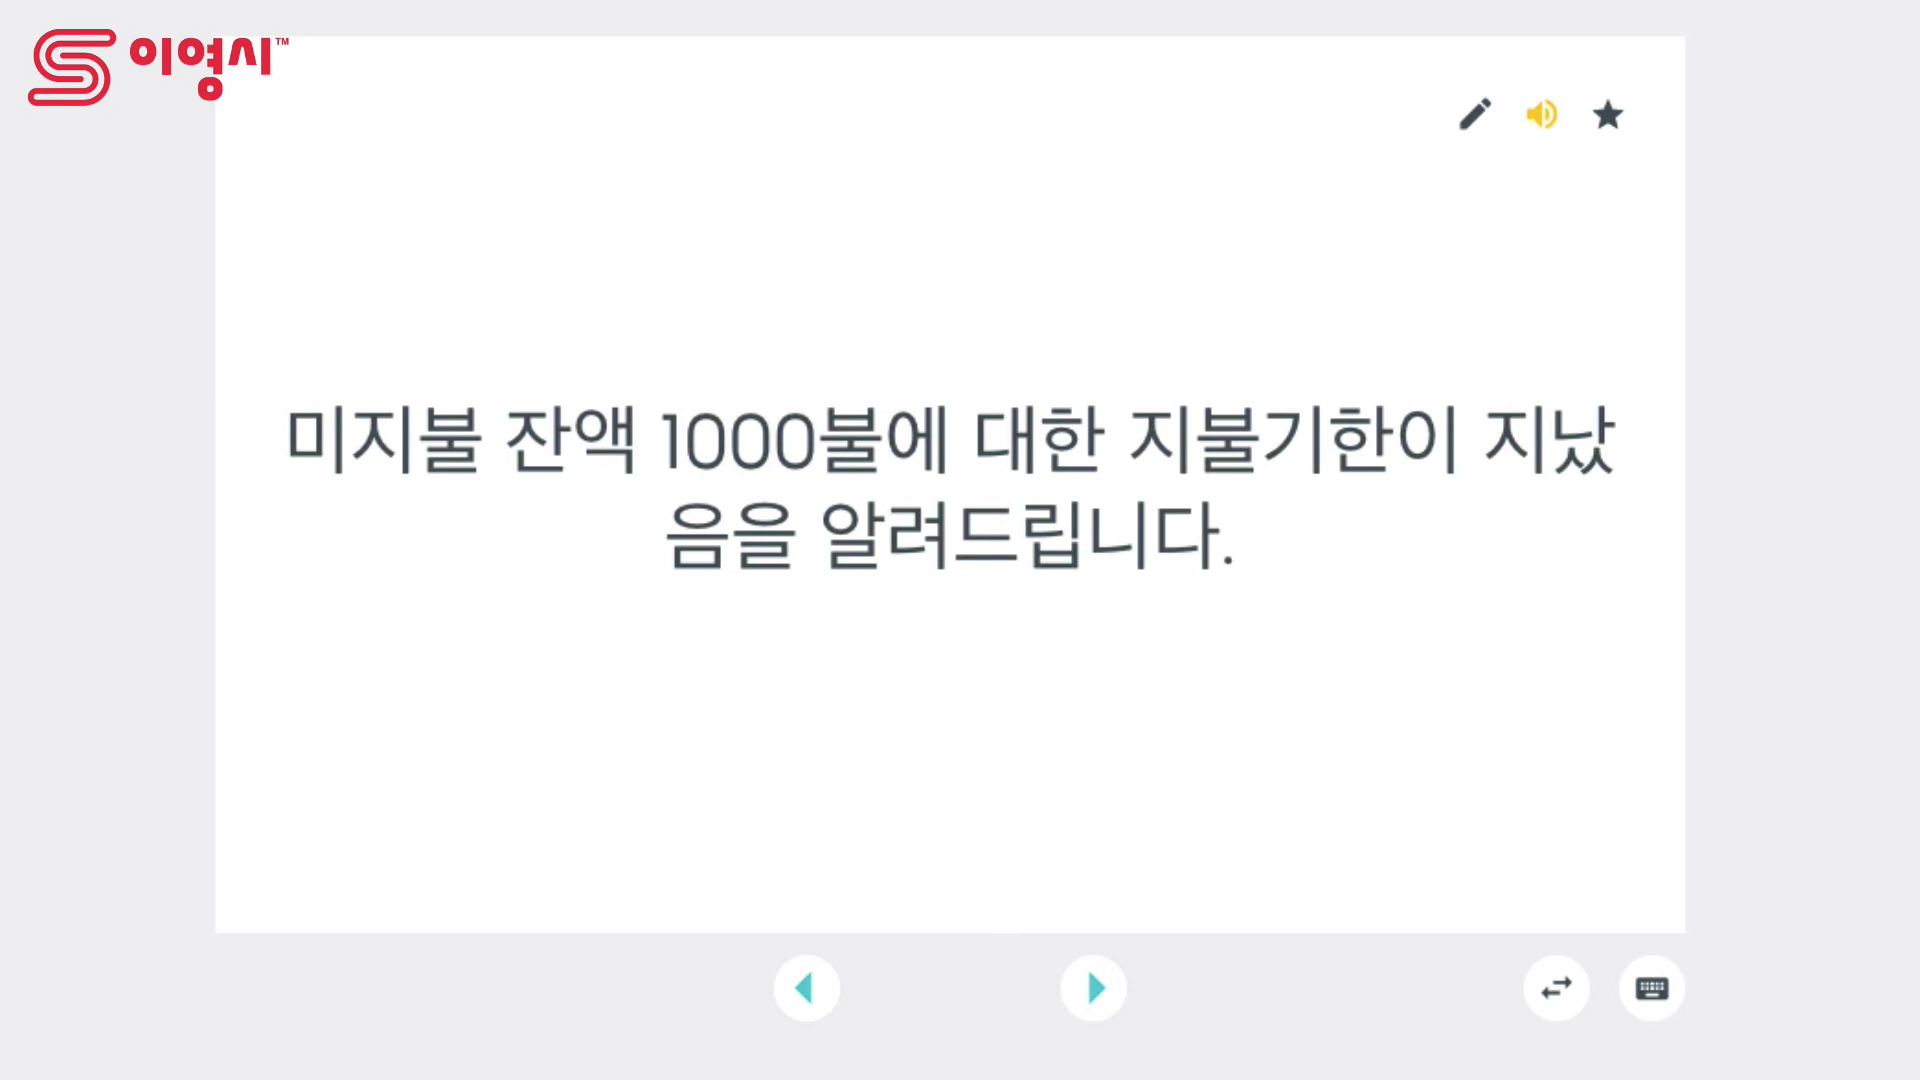 이영시™
미지불 잔액 1000불에 대한 지불기한이 지났
음을 알려드립니다.